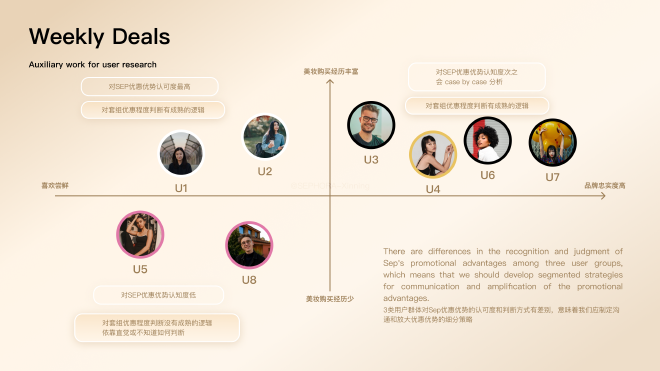 Weekly Deals
Auxiliary work for user research
对SEP优惠优势认可度最高
对套组优惠程度判断有成熟的逻辑
美妆购买经历丰富
对SEP优惠优势认知度次之
会 case by case 分析
对套组优惠程度判断有成熟的逻辑
U1
U2
U3
U4
U6
U7
喜欢尝鲜
品牌忠实度高
U5
U8
对SEP优惠优势认知度低
对套组优惠程度判断没有成熟的逻辑
依靠直觉或不知道如何判断
美妆购买经历少
There are differences in the recognition and judgment of
Sep's promotional advantages among three user groups,
which means that we should develop segmented strategies
for communication and amplification of the promotional
advantages.
3类用户群体对Sep优惠优势的认可度和判断方式有差别，意味着我们应制定沟
通和放大优惠优势的细分策略